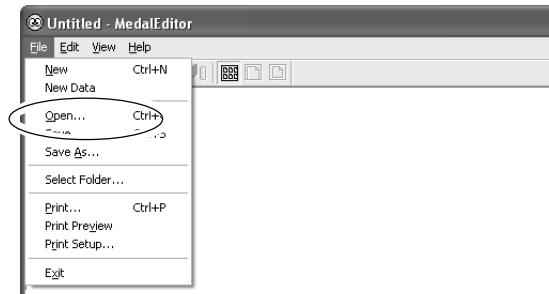 Untitled - MedalEditor
File Edit View Help
New Ctrl+N
New Data
Open...
Save As...
Select Folder...
Print... Ctrl+P
Print Preview
Print Setup...
Exit